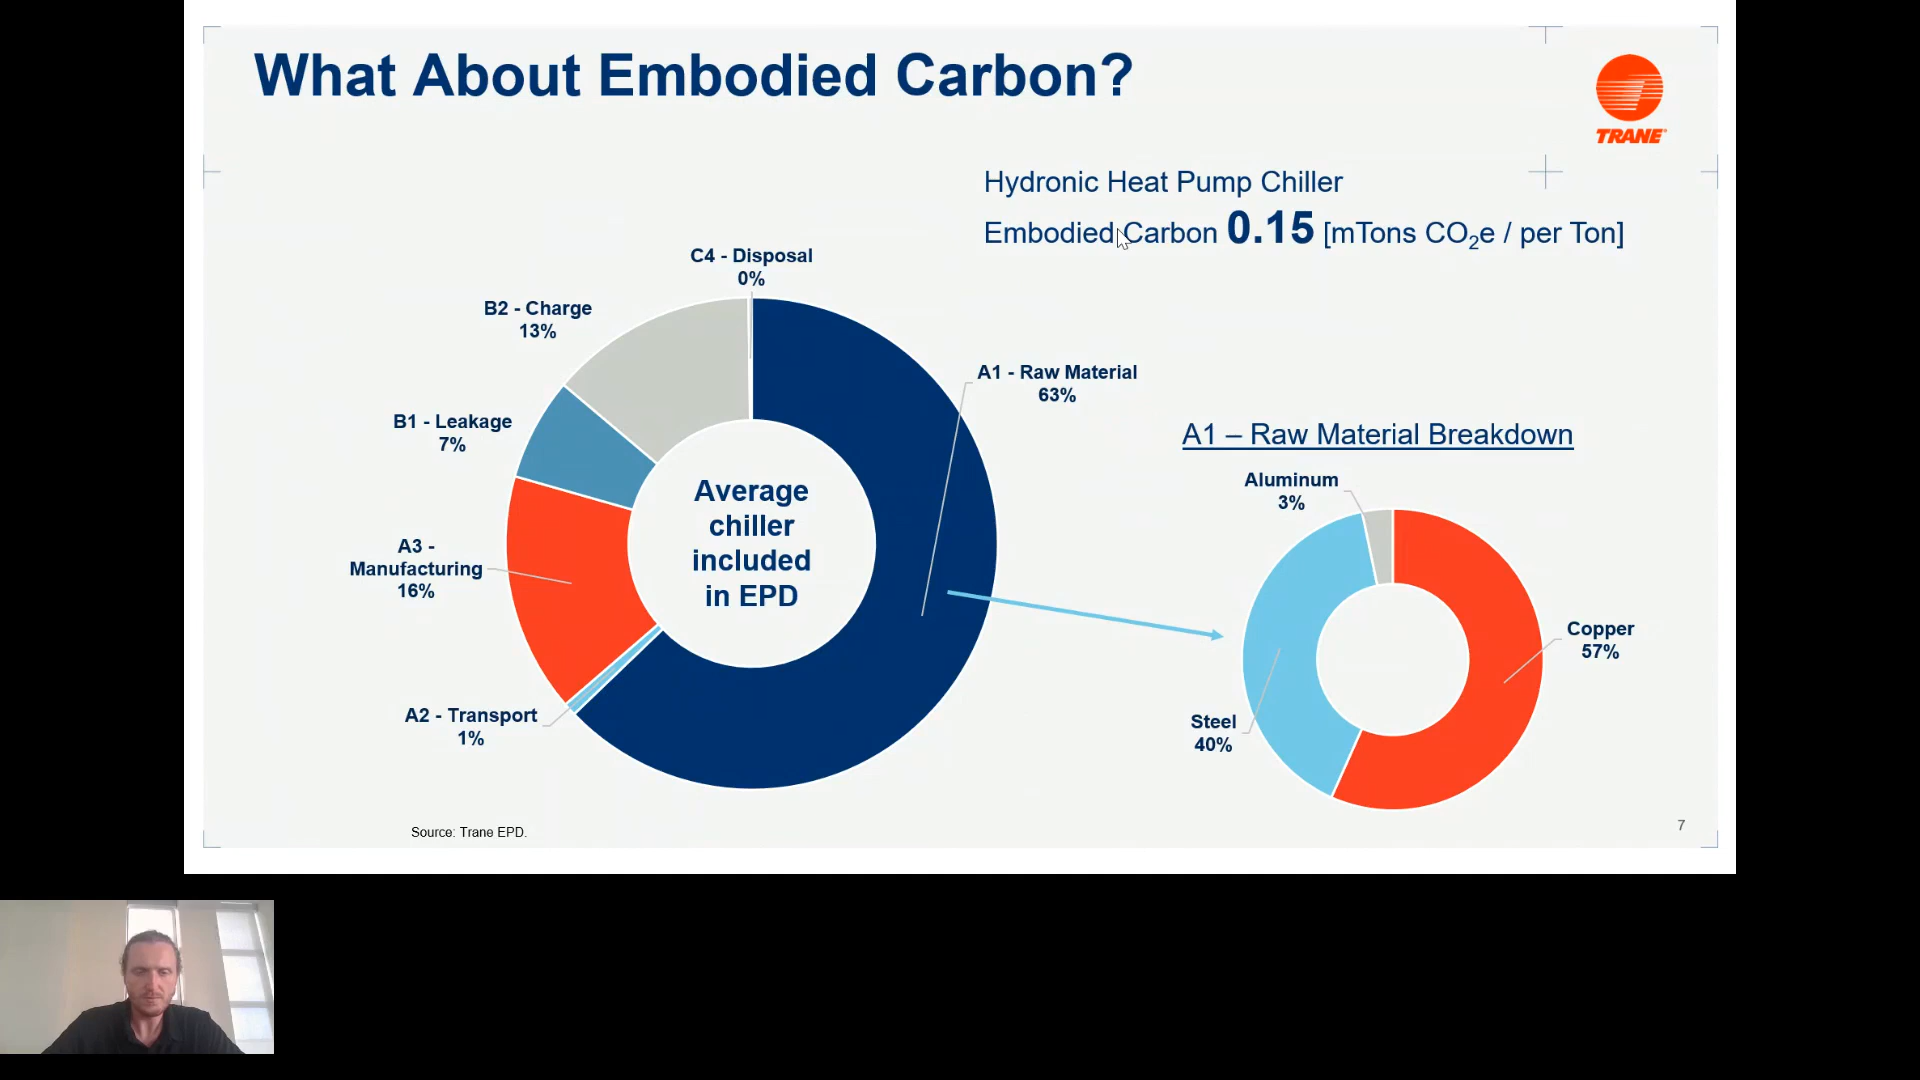 What About Embodied Carbon?
TRANE
Hydronic Heat Pump Chiller
Embodied Carbon 0.15 [mTons CO2e / per Ton]
C4 - Disposal
0%
B2 - Charge
13%
A1 - Raw Material
63%
B1 - Leakage
7%
A1 – Raw Material Breakdown
Aluminum
3%
Average
chiller
included
in EPD
A3 -
Manufacturing
16%
Copper
57%
A2 - Transport
1%
Steel
40%
Source: Trane EPD.
7